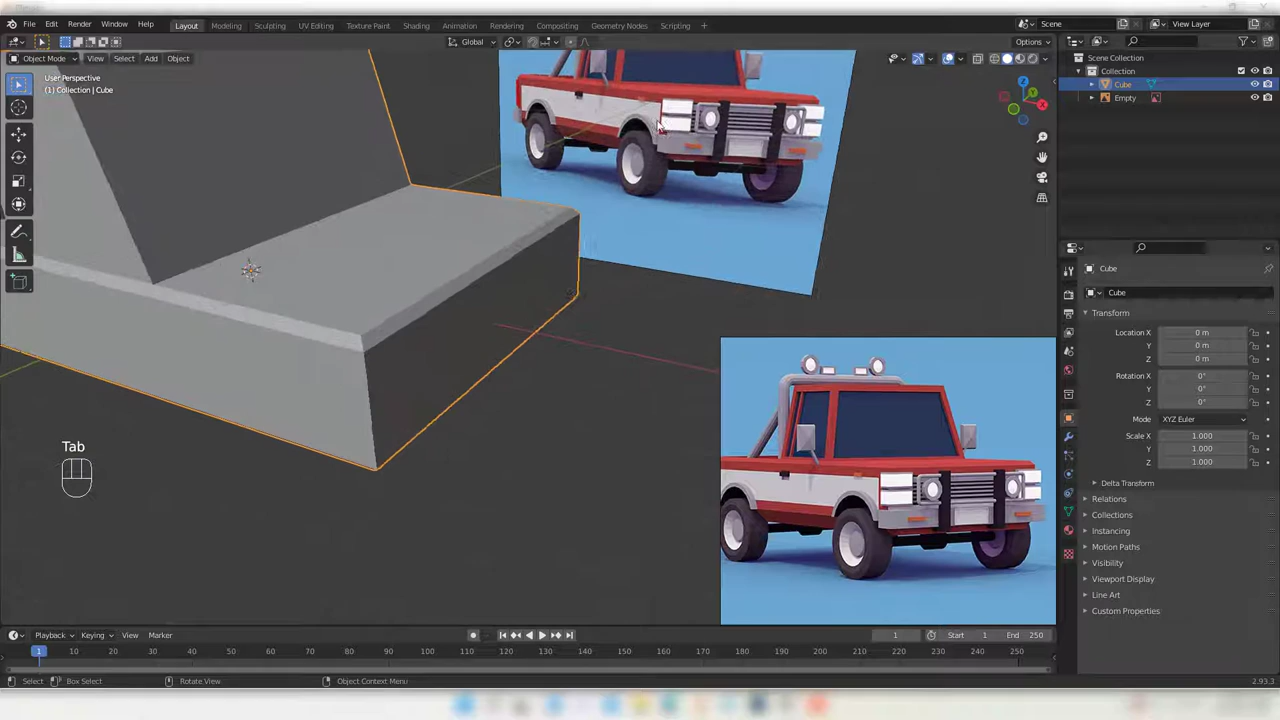 File Edit Render Window Help Layout Modeling Sculpting UV Editing Texture Paint Shading Animation Rendering Compositing Geometry Nodes Scripting + Scene View Layer
Global Options
Object Mode View Select Add Object
User Perspective
(1) Collection | Cube
Z
Y
X
Tab
Scene Collection
Collection
Cube
Empty
Cube
Cube
Transform
Location X 0 m
Y 0 m
Z 0 m
Rotation X 0°
Y 0°
Z 0°
Mode XYZ Euler
Scale X 1.000
Y 1.000
Z 1.000
Delta Transform
Relations
Collections
Instancing
Motion Paths
Visibility
Viewport Display
Line Art
Custom Properties
Playback Keying View Marker 1 Start 1 End 250
1 10 20 30 40 50 60 70 80 90 100 110 120 130 140 150 160 170 180 190 200 210 220 230 240 250
Select Box Select Rotate View Object Context Menu 2.93.3